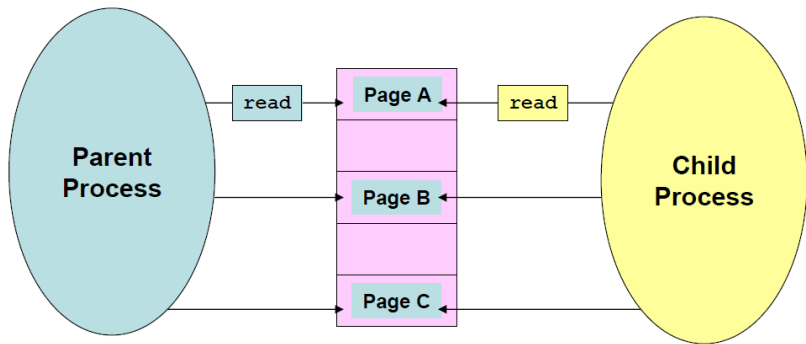 read
Page A
read
Parent
Process
Page B
Child
Process
Page C